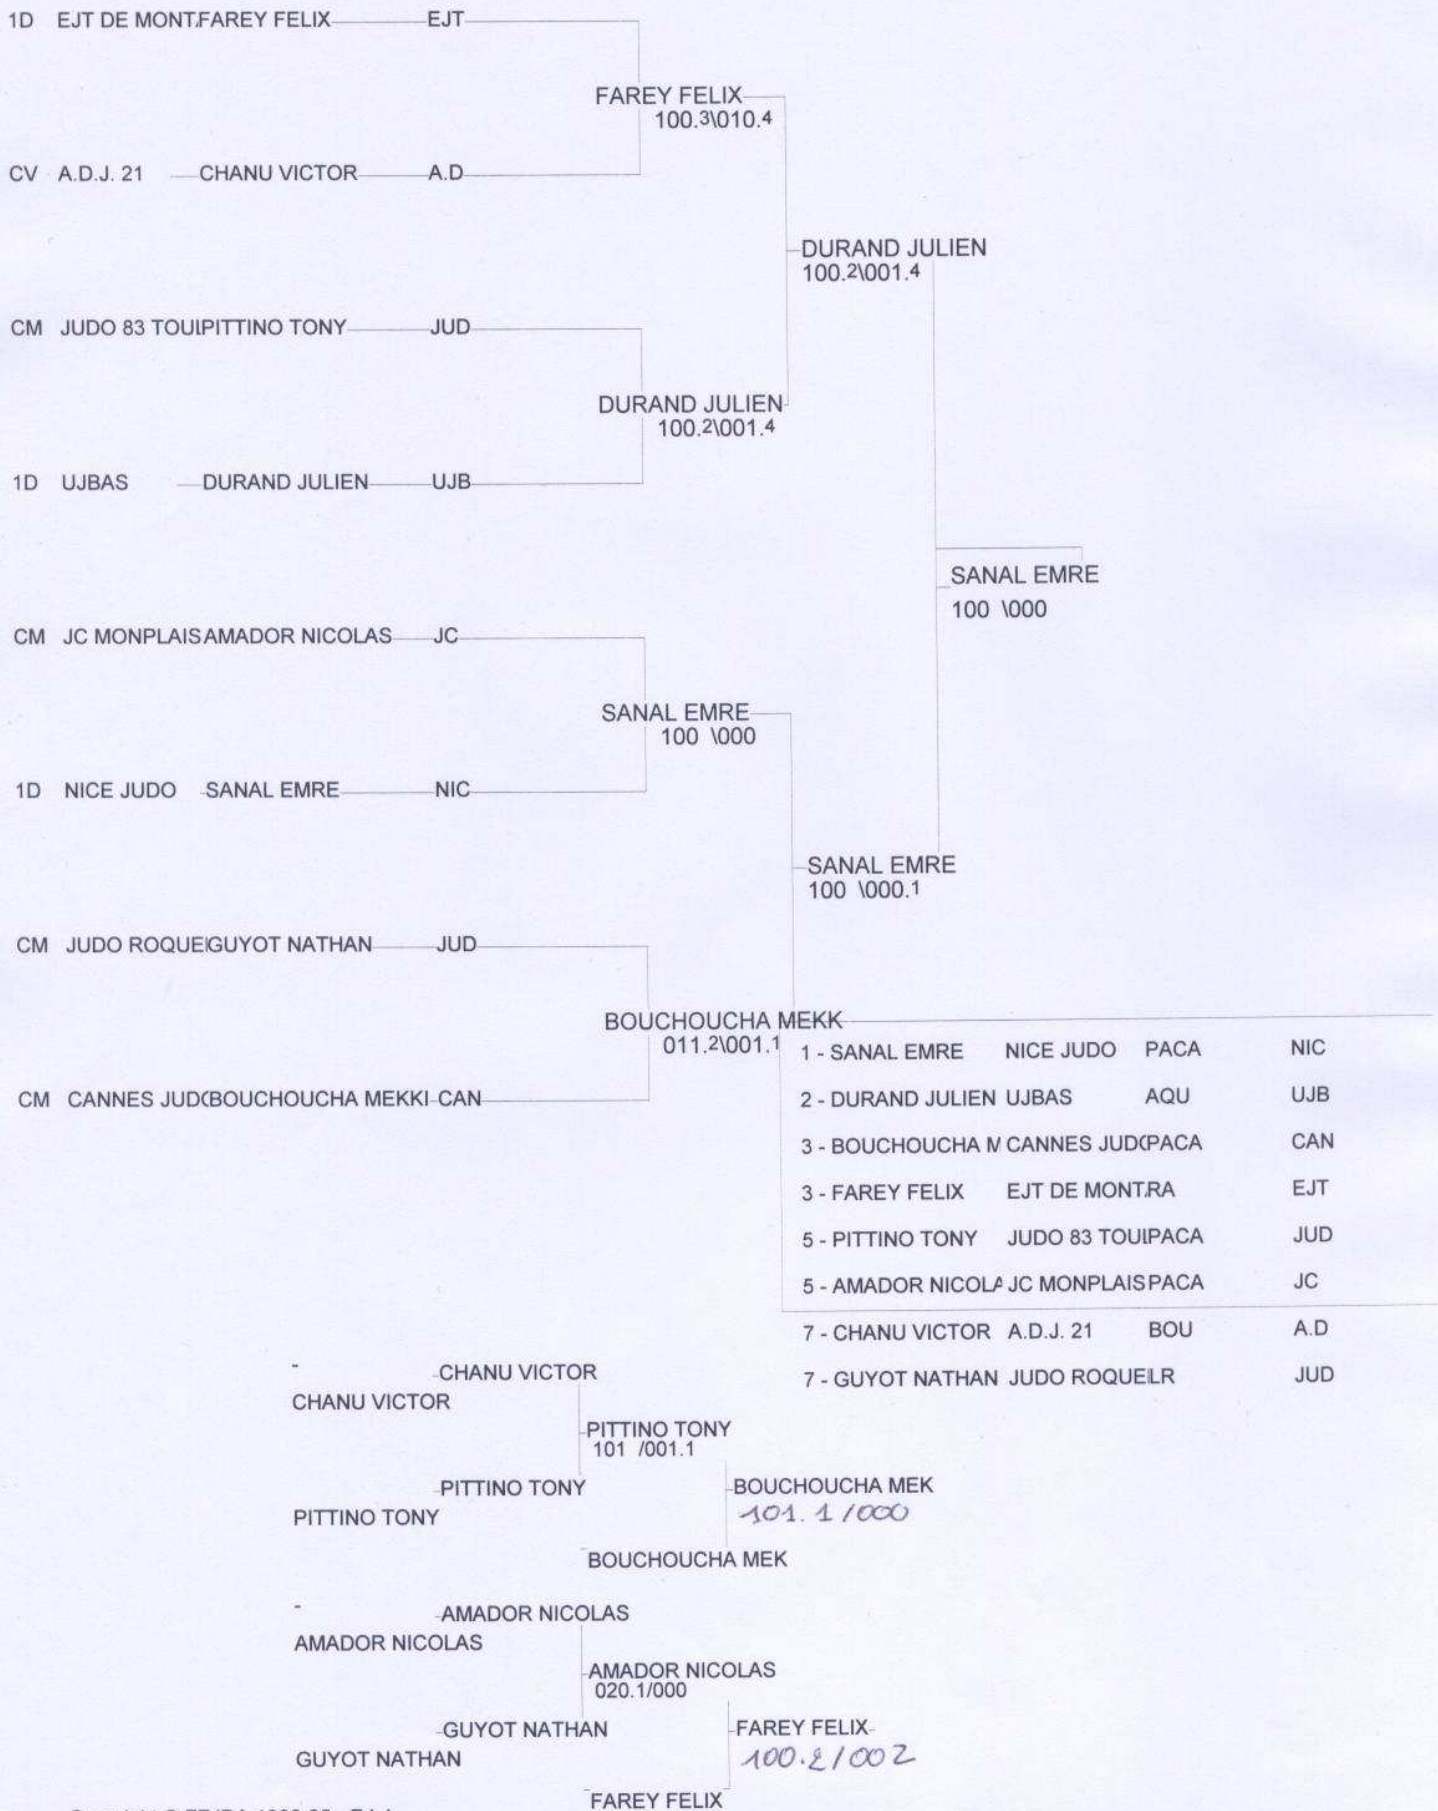 1D EJT DE MONT.FAREY FELIX EJT
FAREY FELIX
100.3\010.4
CV A.D.J. 21 CHANU VICTOR A.D
DURAND JULIEN
100.2\001.4
CM JUDO 83 TOUIPITTINO TONY JUD
DURAND JULIEN
100.2\001.4
1D UJBAS DURAND JULIEN UJB
SANAL EMRE
100 \000
CM JC MONPLAISAMADOR NICOLAS JC
SANAL EMRE
100 \000
1D NICE JUDO SANAL EMRE NIC
SANAL EMRE
100 \000.1
CM JUDO ROQUEIGUYOT NATHAN JUD
BOUCHOUCHA MEKK
011.2\001.1
CM CANNES JUD(BOUCHOUCHA MEKKI CAN
1 - SANAL EMRE NICE JUDO PACA NIC
2 - DURAND JULIEN UJBAS AQU UJB
3 - BOUCHOUCHA M CANNES JUD(PACA CAN
3 - FAREY FELIX EJT DE MONT.RA EJT
5 - PITTINO TONY JUDO 83 TOUIPACA JUD
5 - AMADOR NICOLA JC MONPLAISPACA JC
7 - CHANU VICTOR A.D.J. 21 BOU A.D
7 - GUYOT NATHAN JUDO ROQUELR JUD
- CHANU VICTOR
CHANU VICTOR
PITTINO TONY
101 /001.1
PITTINO TONY
PITTINO TONY
BOUCHOUCHA MEK
101.1/000
BOUCHOUCHA MEK
- AMADOR NICOLAS
AMADOR NICOLAS
AMADOR NICOLAS
020.1/000
GUYOT NATHAN
GUYOT NATHAN
FAREY FELIX
100.2/002
FAREY FELIX